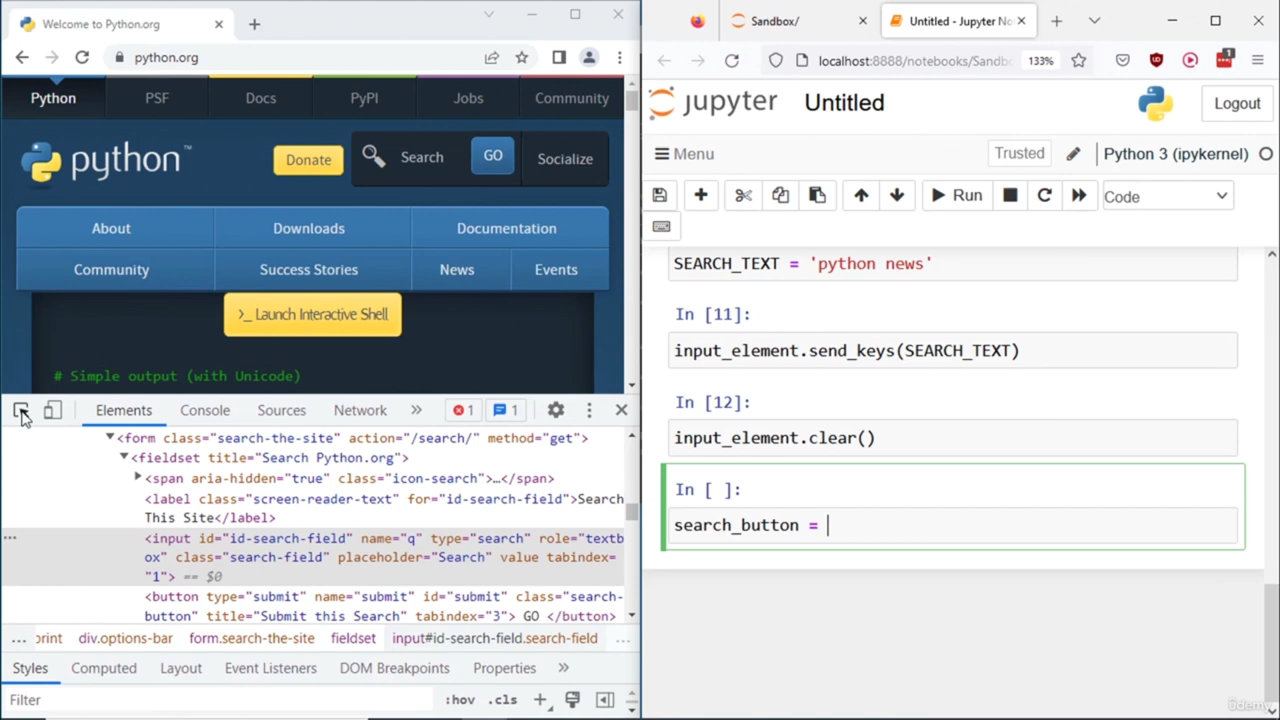 Welcome to Python.org
python.org
Python PSF Docs PyPI Jobs Community
python™
Donate
Search
GO
Socialize
About Downloads Documentation
Community Success Stories News Events
>_ Launch Interactive Shell
# Simple output (with Unicode)
Elements Console Sources Network » 1 1
<form class="search-the-site" action="/search/" method="get">
<fieldset title="Search Python.org">
<span aria-hidden="true" class="icon-search">…</span>
<label class="screen-reader-text" for="id-search-field">Search
This Site</label>
<input id="id-search-field" name="q" type="search" role="textb
ox" class="search-field" placeholder="Search" value tabindex=
"1"> == $0
<button type="submit" name="submit" id="submit" class="search-
button" title="Submit this Search" tabindex="3"> GO </button>
... print div.options-bar form.search-the-site fieldset input#id-search-field.search-field ...
Styles Computed Layout Event Listeners DOM Breakpoints Properties »
Filter :hov .cls
Sandbox/
Untitled - Jupyter No
localhost:8888/notebooks/Sandbo 133% 1
jupyter Untitled
Logout
Menu
Trusted
Python 3 (ipykernel)
Run
Code
SEARCH_TEXT = 'python news'
In [11]:
input_element.send_keys(SEARCH_TEXT)
In [12]:
input_element.clear()
In [ ]:
search_button =
ûdemy